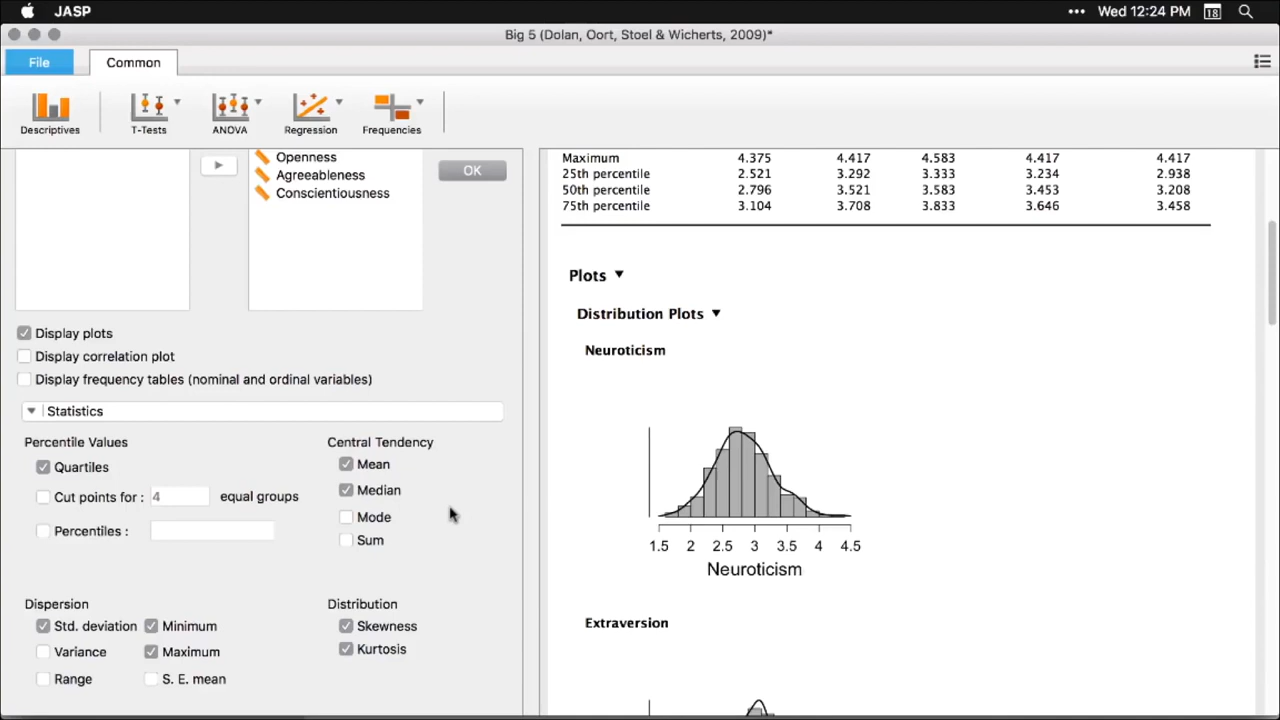 JASP
••• Wed 12:24 PM 18
Big 5 (Dolan, Oort, Stoel & Wicherts, 2009)*
File Common
Descriptives T-Tests ANOVA Regression Frequencies
Openness
Agreeableness
Conscientiousness
OK
Display plots
Display correlation plot
Display frequency tables (nominal and ordinal variables)
Statistics
Percentile Values
Quartiles
Cut points for : 4 equal groups
Percentiles :
Central Tendency
Mean
Median
Mode
Sum
Dispersion
Std. deviation Minimum
Variance Maximum
Range S. E. mean
Distribution
Skewness
Kurtosis
Maximum 4.375 4.417 4.583 4.417 4.417
25th percentile 2.521 3.292 3.333 3.234 2.938
50th percentile 2.796 3.521 3.583 3.453 3.208
75th percentile 3.104 3.708 3.833 3.646 3.458
Plots
Distribution Plots
Neuroticism
1.5 2 2.5 3 3.5 4 4.5
Neuroticism
Extraversion